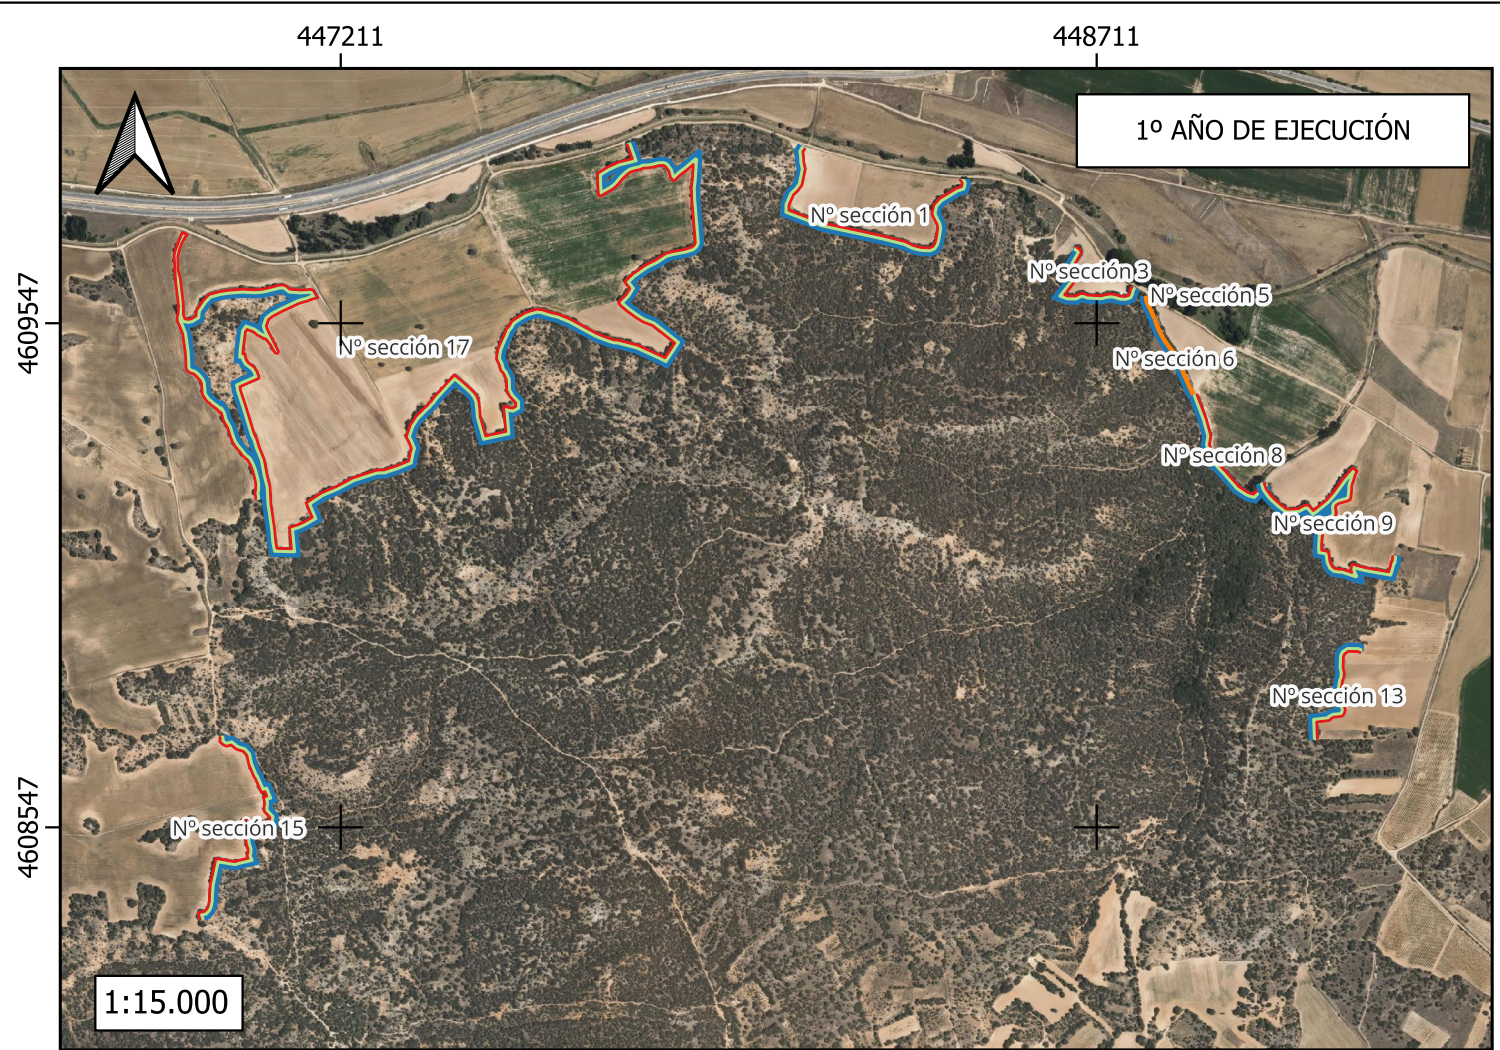 447211
448711
1º AÑO DE EJECUCIÓN
Nº sección 1
Nº sección 3
Nº sección 5
4609547
Nº sección 17
Nº sección 6
Nº sección 8
Nº sección 9
Nº sección 13
4608547
Nº sección 15
1:15.000